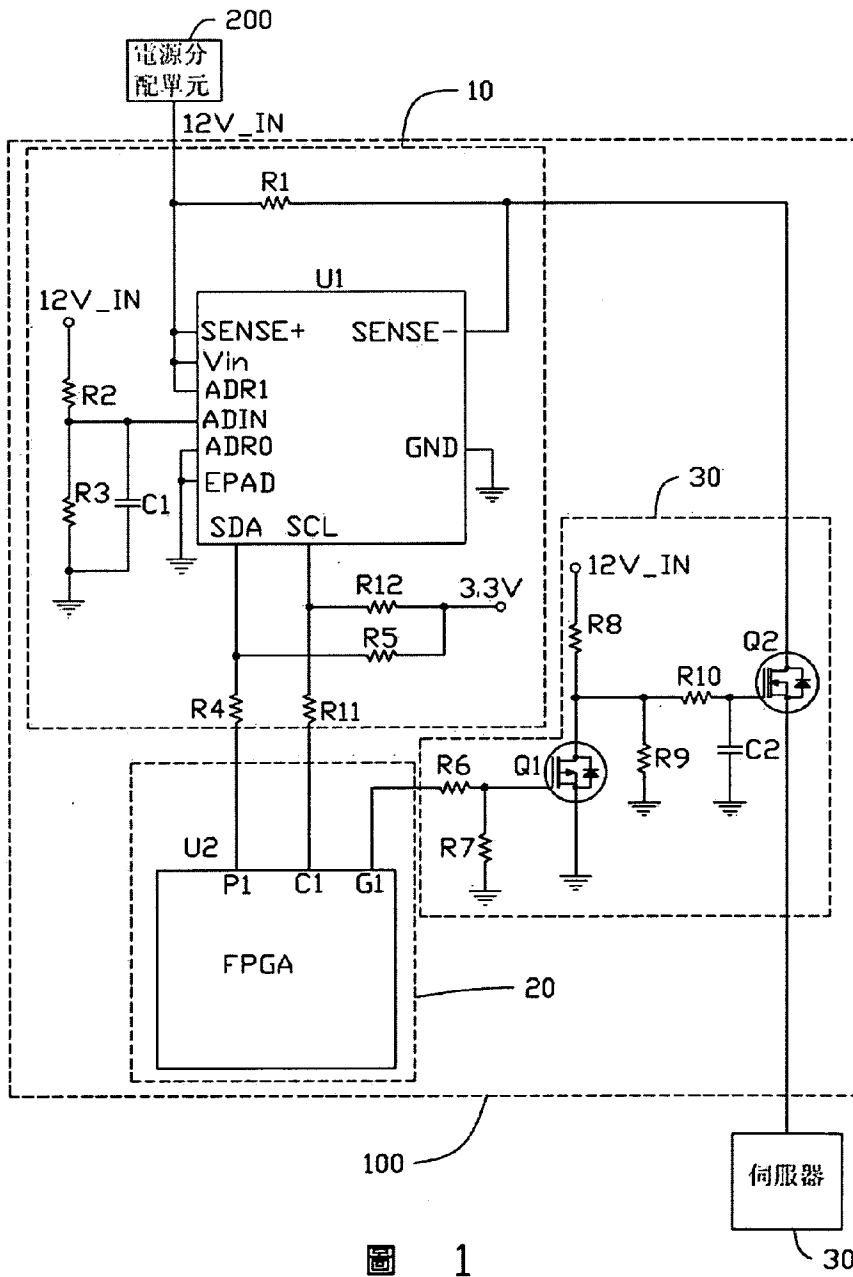 200
電源分
配單元
12V_IN
10
R1
U1
12V_IN
SENSE+
SENSE-
Vin
R2
ADR1
ADIN
ADR0
GND
R3
EPAD
C1
SDA
SCL
30
12V_IN
R12
3.3V
R8
R5
Q2
R10
R4
R11
C2
Q1
R9
R6
R7
U2
P1
C1
G1
FPGA
20
100
伺服器
30
圖 1